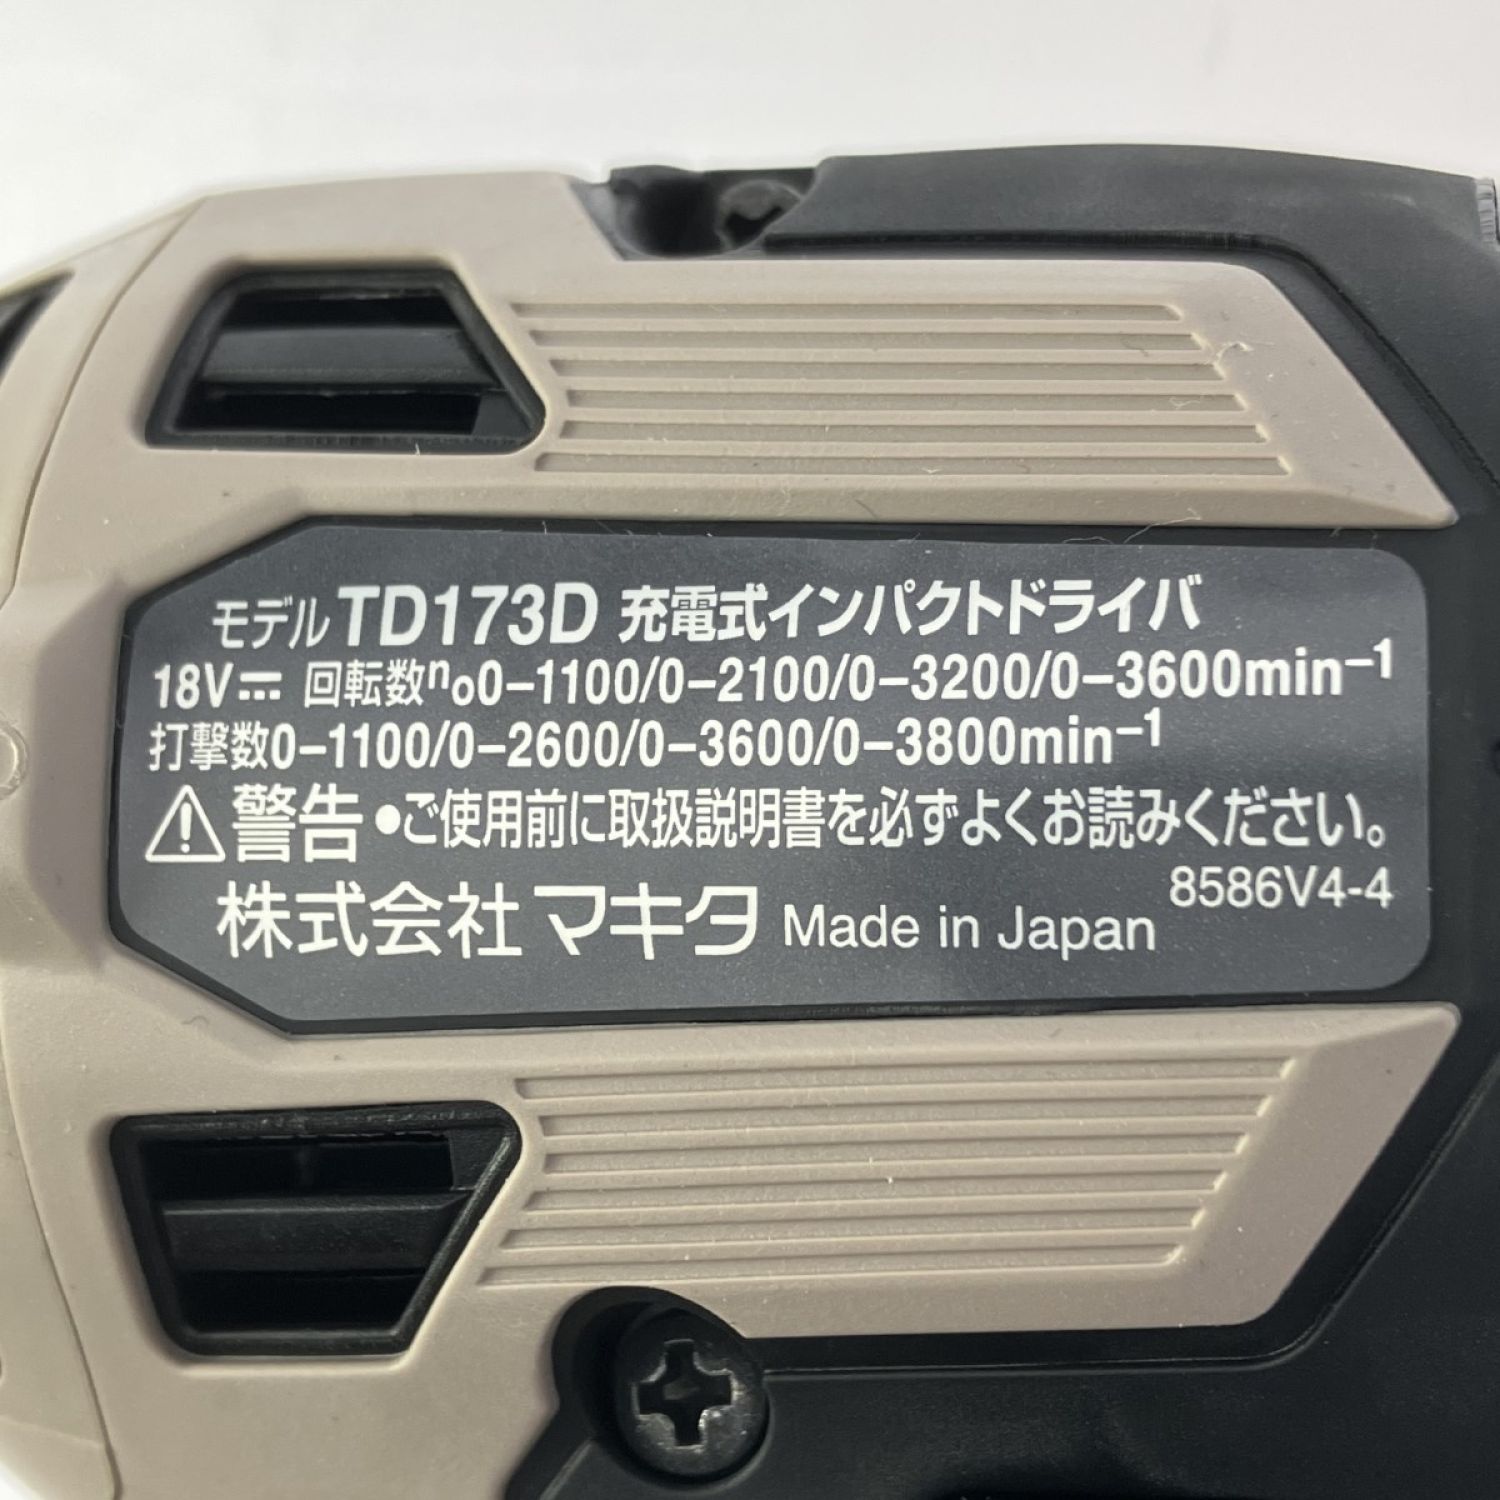 モデル TD173D 充電式インパクトドライバ
18V⎓ 回転数no0-1100/0-2100/0-3200/0-3600min-1
打撃数0-1100/0-2600/0-3600/0-3800min-1
⚠警告 ●ご使用前に取扱説明書を必ずよくお読みください。
8586V4-4
株式会社マキタ Made in Japan